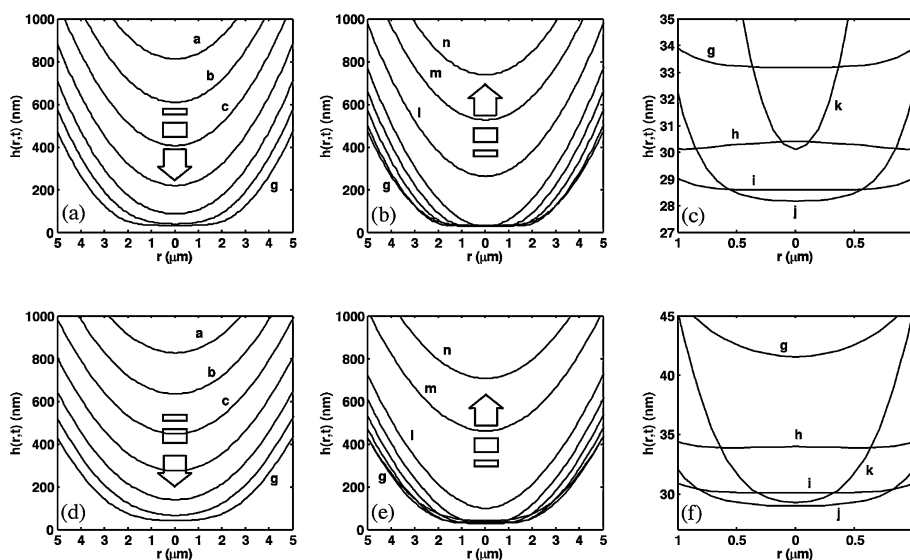 1000
800
600
400
200
0
h(r,t) (nm)
a
b
c
g
(a)
5 4 3 2 1 0 1 2 3 4 5
r (μm)
1000
800
600
400
200
0
h(r,t) (nm)
n
m
l
g
(b)
5 4 3 2 1 0 1 2 3 4 5
r (μm)
35
34
33
32
31
30
29
28
27
h(r,t) (nm)
g
k
h
i
j
(c)
1 0.5 0 0.5
r (μm)
1000
800
600
400
200
0
h(r,t) (nm)
a
b
c
g
(d)
5 4 3 2 1 0 1 2 3 4 5
r (μm)
1000
800
600
400
200
0
h(r,t) (nm)
n
m
l
g
(e)
5 4 3 2 1 0 1 2 3 4 5
r (μm)
45
40
35
30
h(r,t) (nm)
g
h
k
i
j
(f)
1 0.5 0 0.5
r (μm)